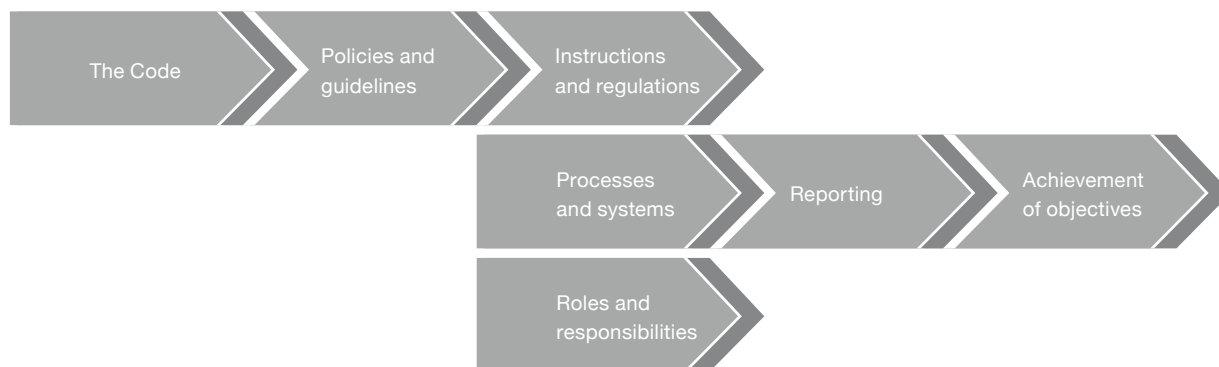 The Code
Policies and
guidelines
Instructions
and regulations
Processes
and systems
Reporting
Achievement
of objectives
Roles and
responsibilities